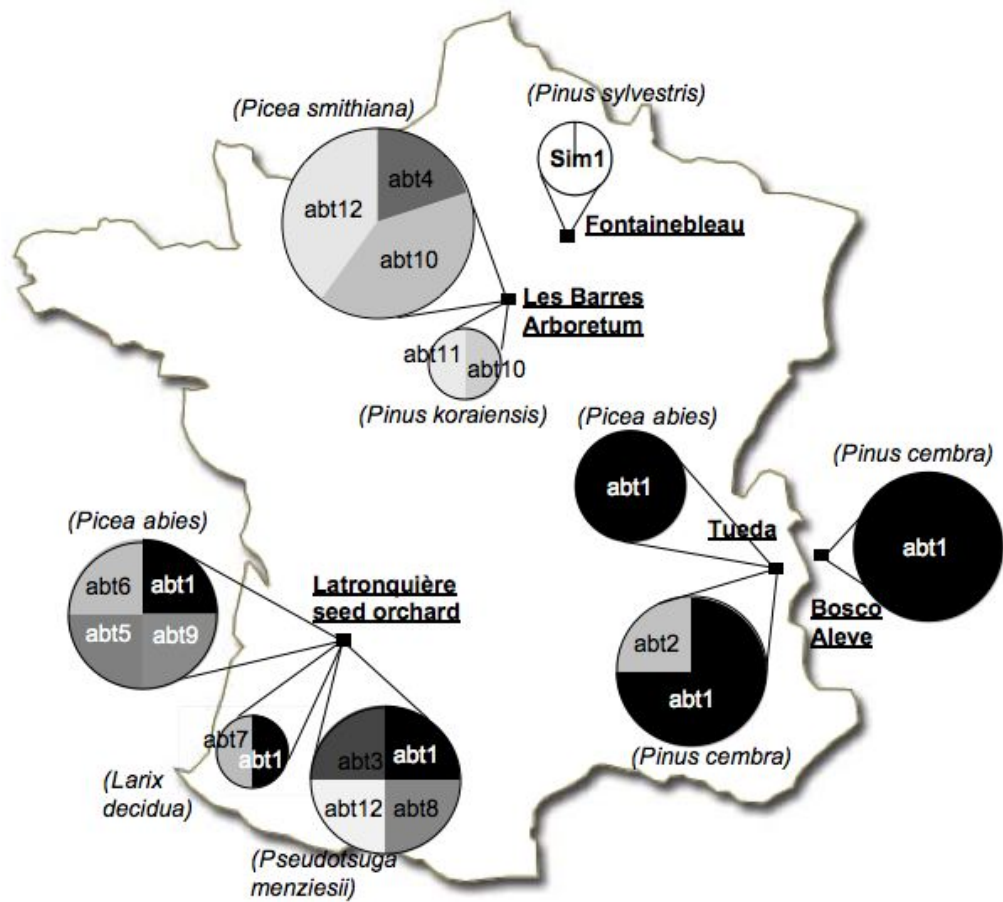 (Picea smithiana)
abt4
abt12
abt10
(Pinus sylvestris)
Sim1
Fontainebleau
Les Barres
Arboretum
abt11
abt10
(Pinus koraiensis)
(Picea abies)
abt1
Tueda
(Pinus cembra)
abt1
Bosco
Aleve
abt2
abt1
(Pinus cembra)
(Picea abies)
abt6
abt1
abt5
abt9
Latronquière
seed orchard
abt7
abt1
(Larix
decidua)
abt3
abt1
abt12
abt8
(Pseudotsuga
menziesii)